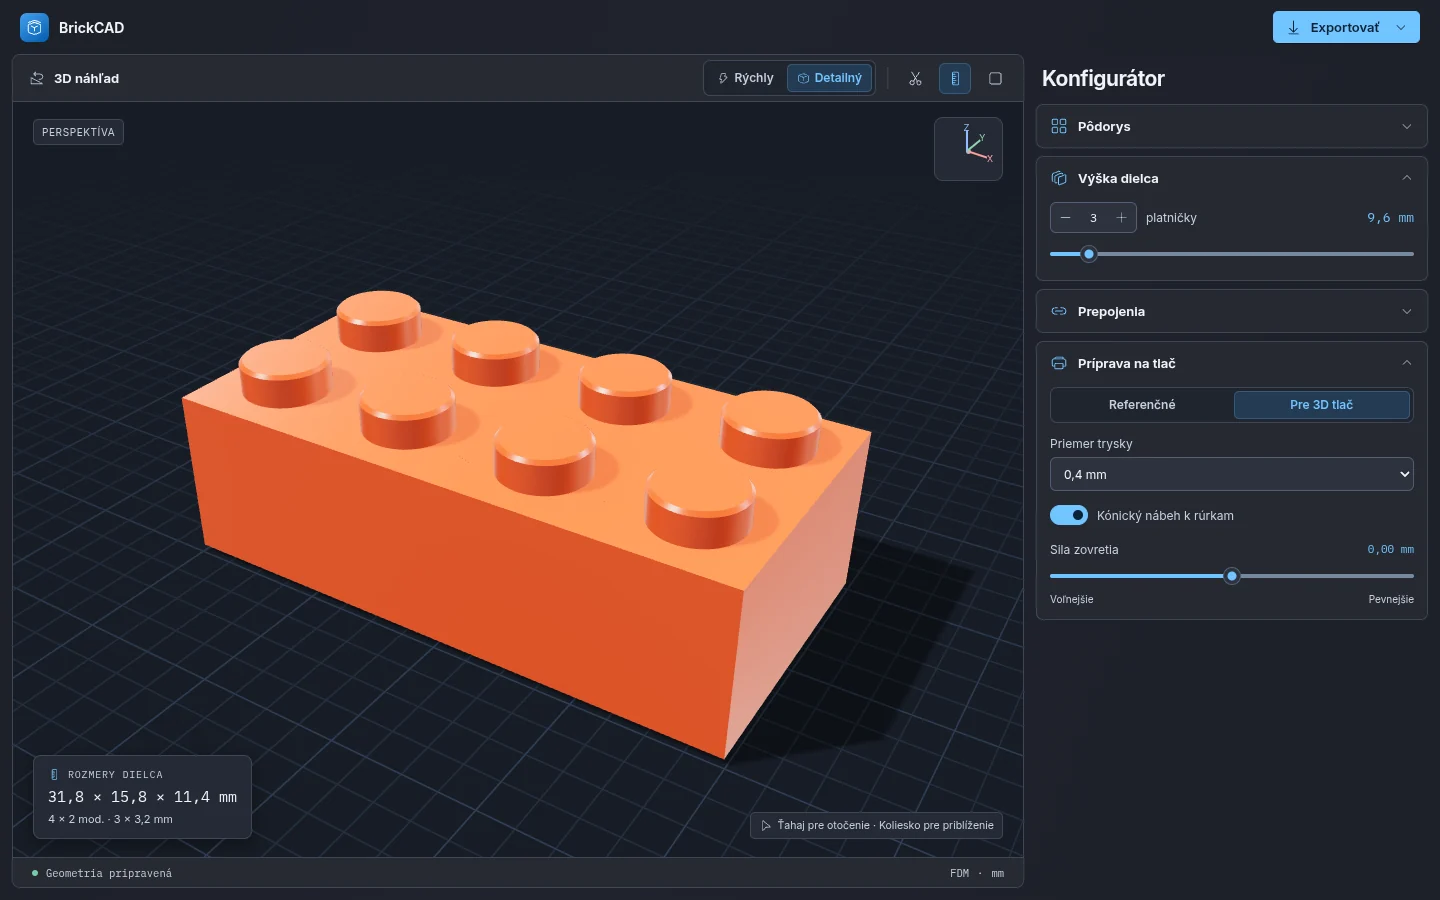 BrickCAD
Exportovať
3D náhľad
Rýchly
Detailný
Konfigurátor
PERSPEKTÍVA
Z
Y
X
Pôdorys
Výška dielca
3
platničky
9,6 mm
Prepojenia
Príprava na tlač
Referenčné
Pre 3D tlač
Priemer trysky
0,4 mm
Kónický nábeh k rúrkam
Sila zovretia
0,00 mm
Voľnejšie
Pevnejšie
ROZMERY DIELCA
31,8 × 15,8 × 11,4 mm
4 × 2 mod. · 3 × 3,2 mm
Ťahaj pre otočenie · Koliesko pre priblíženie
Geometria pripravená
FDM · mm